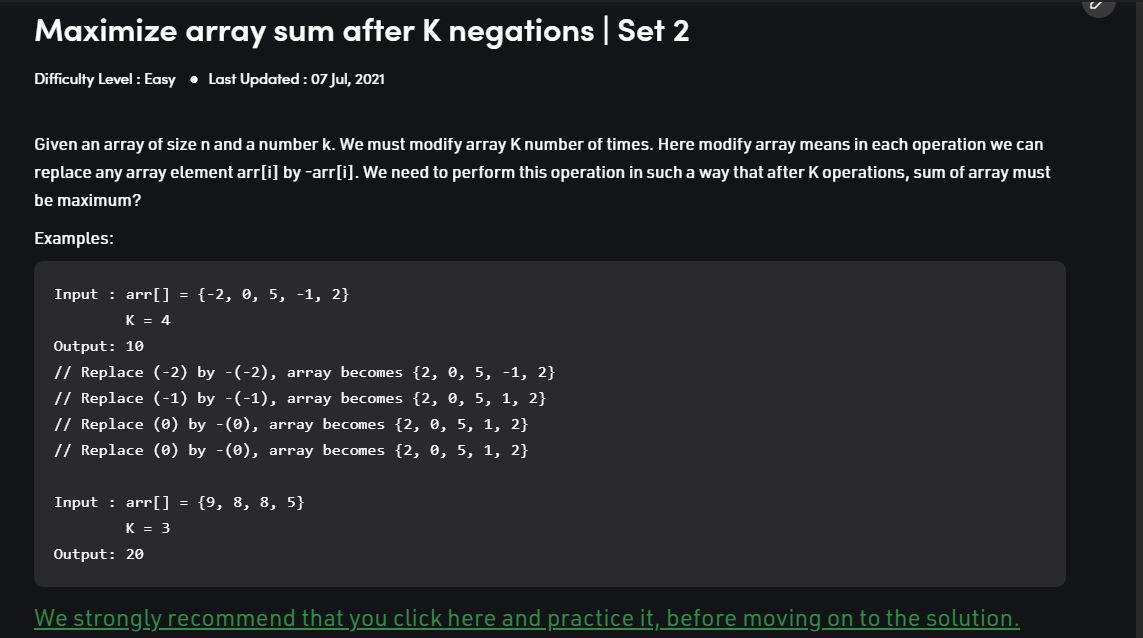 Maximize array sum after K negations | Set 2
Difficulty Level : Easy ● Last Updated : 07 Jul, 2021
Given an array of size n and a number k. We must modify array K number of times. Here modify array means in each operation we can
replace any array element arr[i] by -arr[i]. We need to perform this operation in such a way that after K operations, sum of array must
be maximum?
Examples:
Input : arr[] = {-2, 0, 5, -1, 2}
K = 4
Output: 10
// Replace (-2) by -(-2), array becomes {2, 0, 5, -1, 2}
// Replace (-1) by -(-1), array becomes {2, 0, 5, 1, 2}
// Replace (0) by -(0), array becomes {2, 0, 5, 1, 2}
// Replace (0) by -(0), array becomes {2, 0, 5, 1, 2}
Input : arr[] = {9, 8, 8, 5}
K = 3
Output: 20
We strongly recommend that you click here and practice it, before moving on to the solution.